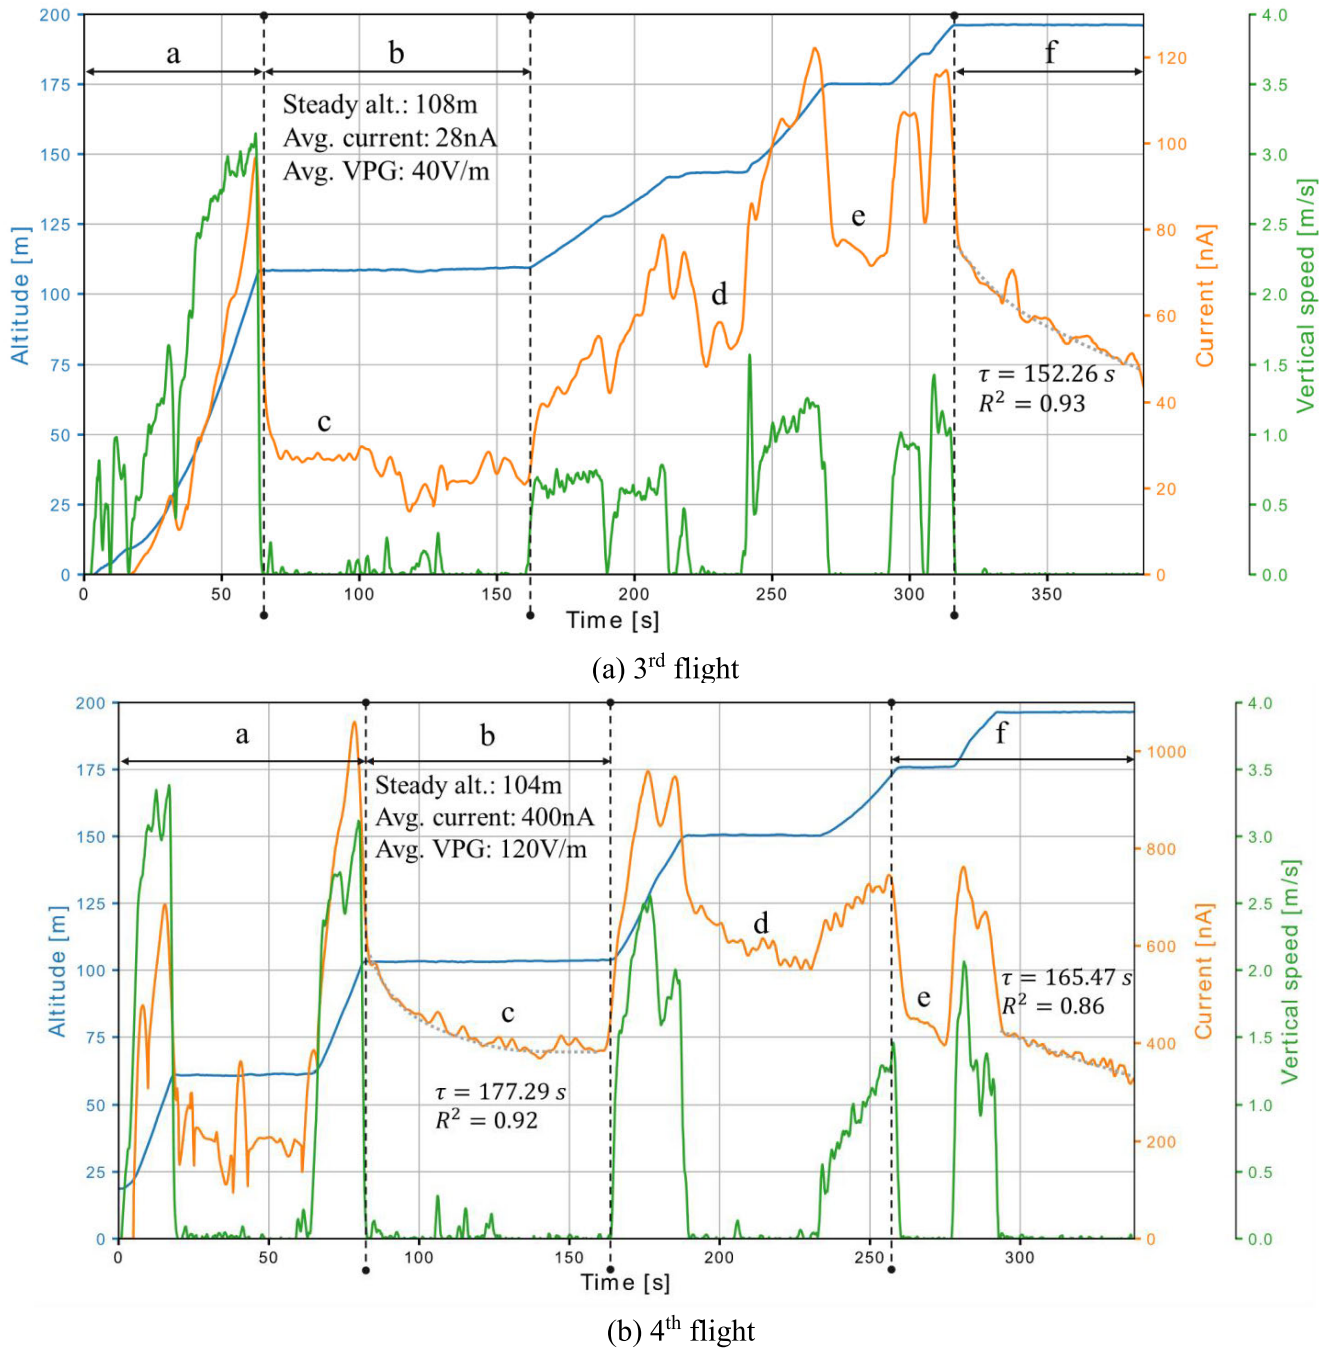 200
175
150
125
100
75
50
25
0
Altitude [m]
a
b
f
Steady alt.: 108m
Avg. current: 28nA
Avg. VPG: 40V/m
c
d
e
τ = 152.26 s
R² = 0.93
120
100
80
60
40
20
0
Current [nA]
4.0
3.5
3.0
2.5
2.0
1.5
1.0
0.5
0.0
Vertical speed [m/s]
0 50 100 150 200 250 300 350
Time [s]
(a) 3rd flight
200
175
150
125
100
75
50
25
0
Altitude [m]
a
b
f
Steady alt.: 104m
Avg. current: 400nA
Avg. VPG: 120V/m
c
d
e
τ = 177.29 s
R² = 0.92
τ = 165.47 s
R² = 0.86
1000
800
600
400
200
0
Current [nA]
4.0
3.5
3.0
2.5
2.0
1.5
1.0
0.5
0.0
Vertical speed [m/s]
0 50 100 150 200 250 300
Time [s]
(b) 4th flight